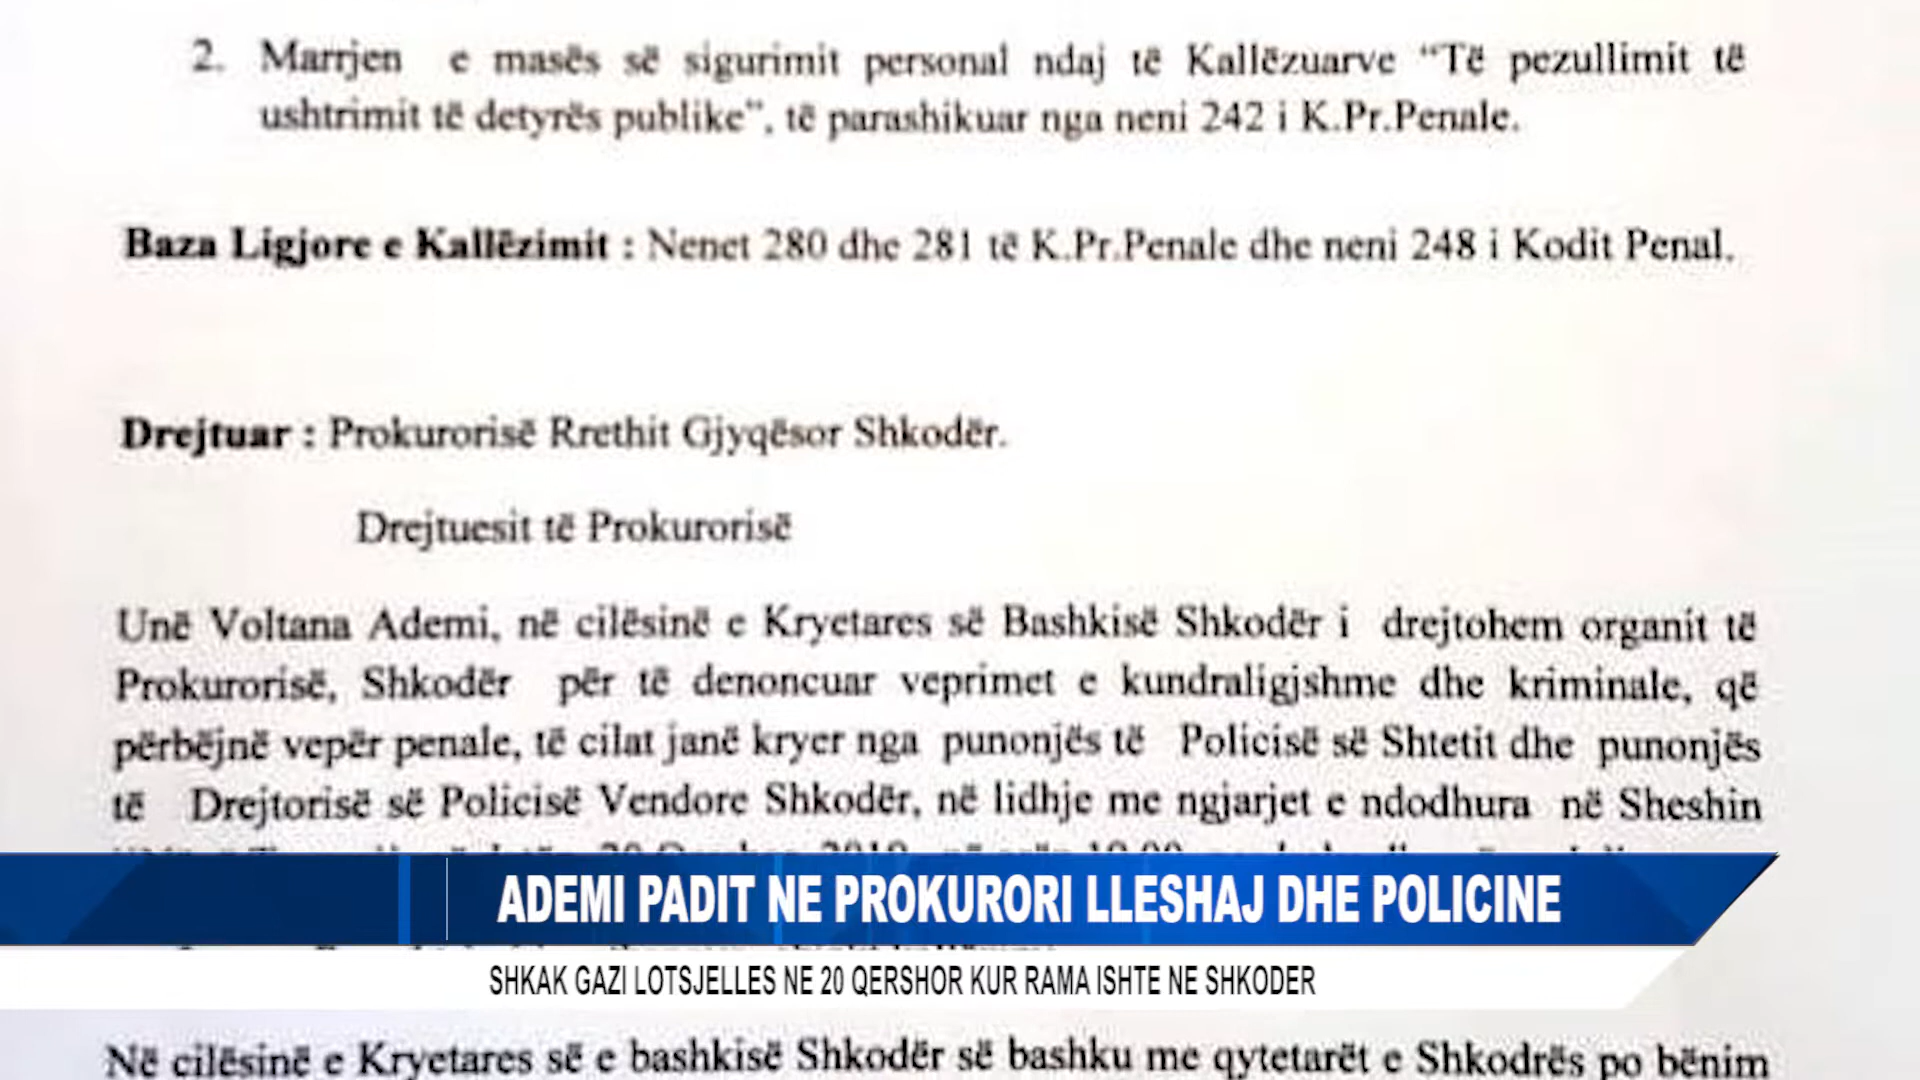 2. Marrjen e masës së sigurimit personal ndaj të Kallëzuarve “Të pezullimit të
ushtrimit të detyrës publike”, të parashikuar nga neni 242 i K.Pr.Penale.
Baza Ligjore e Kallëzimit : Nenet 280 dhe 281 të K.Pr.Penale dhe neni 248 i Kodit Penal.
Drejtuar : Prokurorisë Rrethit Gjyqësor Shkodër.
Drejtuesit të Prokurorisë
Unë Voltana Ademi, në cilësinë e Kryetares së Bashkisë Shkodër i drejtohem organit të
Prokurorisë, Shkodër për të denoncuar veprimet e kundraligjshme dhe kriminale, që
përbëjnë vepër penale, të cilat janë kryer nga punonjës të Policisë së Shtetit dhe punonjës
të Drejtorisë së Policisë Vendore Shkodër, në lidhje me ngjarjet e ndodhura në Sheshin
ADEMI PADIT NE PROKURORI LLESHAJ DHE POLICINE
SHKAK GAZI LOTSJELLES NE 20 QERSHOR KUR RAMA ISHTE NE SHKODER
Në cilësinë e Kryetares së e bashkisë Shkodër së bashku me qytetarët e Shkodrës po bënim